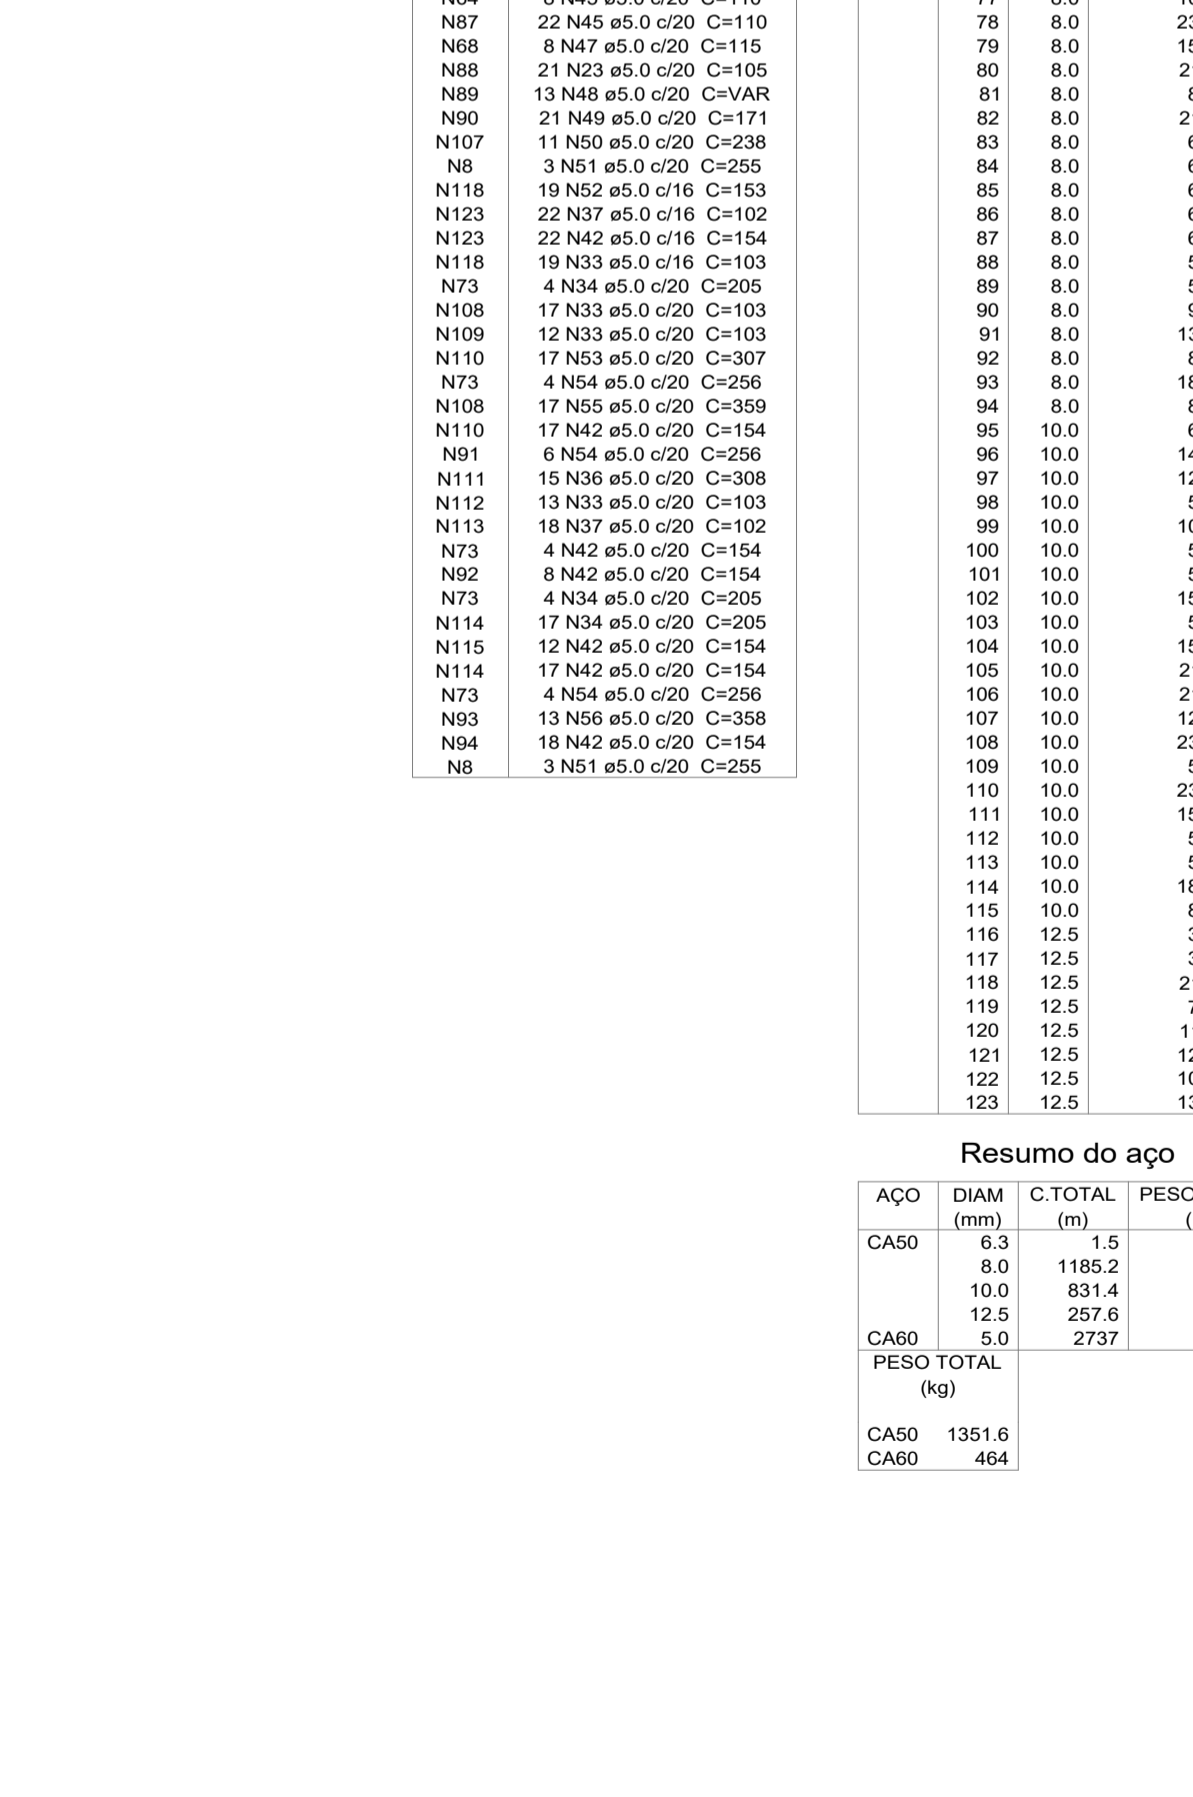 N87 22 N45 ø5.0 c/20 C=110
N68 8 N47 ø5.0 c/20 C=115
N88 21 N23 ø5.0 c/20 C=105
N89 13 N48 ø5.0 c/20 C=VAR
N90 21 N49 ø5.0 c/20 C=171
N107 11 N50 ø5.0 c/20 C=238
N8 3 N51 ø5.0 c/20 C=255
N118 19 N52 ø5.0 c/16 C=153
N123 22 N37 ø5.0 c/16 C=102
N123 22 N42 ø5.0 c/16 C=154
N118 19 N33 ø5.0 c/16 C=103
N73 4 N34 ø5.0 c/20 C=205
N108 17 N33 ø5.0 c/20 C=103
N109 12 N33 ø5.0 c/20 C=103
N110 17 N53 ø5.0 c/20 C=307
N73 4 N54 ø5.0 c/20 C=256
N108 17 N55 ø5.0 c/20 C=359
N110 17 N42 ø5.0 c/20 C=154
N91 6 N54 ø5.0 c/20 C=256
N111 15 N36 ø5.0 c/20 C=308
N112 13 N33 ø5.0 c/20 C=103
N113 18 N37 ø5.0 c/20 C=102
N73 4 N42 ø5.0 c/20 C=154
N92 8 N42 ø5.0 c/20 C=154
N73 4 N34 ø5.0 c/20 C=205
N114 17 N34 ø5.0 c/20 C=205
N115 12 N42 ø5.0 c/20 C=154
N114 17 N42 ø5.0 c/20 C=154
N73 4 N54 ø5.0 c/20 C=256
N93 13 N56 ø5.0 c/20 C=358
N94 18 N42 ø5.0 c/20 C=154
N8 3 N51 ø5.0 c/20 C=255
78 8.0
79 8.0
80 8.0
81 8.0
82 8.0
83 8.0
84 8.0
85 8.0
86 8.0
87 8.0
88 8.0
89 8.0
90 8.0
91 8.0
92 8.0
93 8.0
94 8.0
95 10.0
96 10.0
97 10.0
98 10.0
99 10.0
100 10.0
101 10.0
102 10.0
103 10.0
104 10.0
105 10.0
106 10.0
107 10.0
108 10.0
109 10.0
110 10.0
111 10.0
112 10.0
113 10.0
114 10.0
115 10.0
116 12.5
117 12.5
118 12.5
119 12.5
120 12.5
121 12.5
122 12.5
123 12.5
Resumo do aço
AÇO DIAM C.TOTAL PESO
(mm) (m)
CA50 6.3 1.5
8.0 1185.2
10.0 831.4
12.5 257.6
CA60 5.0 2737
PESO TOTAL
(kg)
CA50 1351.6
CA60 464